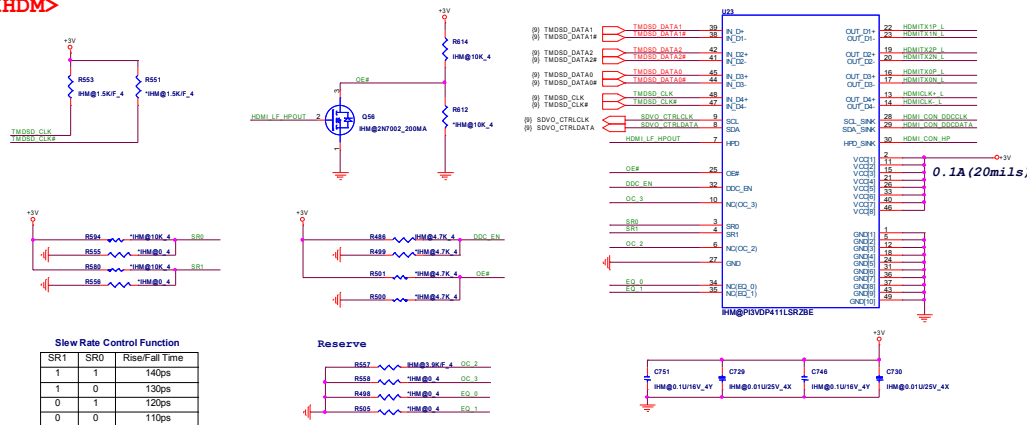 HDM>
+3V
R553
IHM@1.5K/F_4
R551
*IHM@1.5K/F_4
TMDSD_CLK
TMDSD_CLK#
+3V
R614
IHM@10K_4
OE#
HDMI_LF_HPOUT
2
3
1
Q56
IHM@2N7002_200MA
R612
*IHM@10K_4
+3V
R594 *IHM@10K_4 SR0
R555 *IHM@0_4
R560 *IHM@10K_4 SR1
R556 *IHM@0_4
+3V
R486 *IHM@4.7K_4 DDC_EN
R499 *IHM@4.7K_4
R501 *IHM@4.7K_4 OE#
R500 *IHM@4.7K_4
Slew Rate Control Function
SR1 SR0 Rise/Fall Time
1 1 140ps
1 0 130ps
0 1 120ps
0 0 110ps
Reserve
R557 IHM@3.9K/F_4 OC_2
R558 *IHM@0_4 OC_3
R498 *IHM@0_4 EQ_0
R505 *IHM@0_4 EQ_1
U23
(9) TMDSD_DATA1 TMDSD_DATA1 39 IN_D+ OUT_D1+ 22 HDMITX1P_L
(9) TMDSD_DATA1# TMDSD_DATA1# 38 IN_D1- OUT_D1- 23 HDMITX1N_L
(9) TMDSD_DATA2 TMDSD_DATA2 42 IN_D2+ OUT_D2+ 19 HDMITX2P_L
(9) TMDSD_DATA2# TMDSD_DATA2# 41 IN_D2- OUT_D2- 20 HDMITX2N_L
(9) TMDSD_DATA0 TMDSD_DATA0 45 IN_D3+ OUT_D3+ 16 HDMITX0P_L
(9) TMDSD_DATA0# TMDSD_DATA0# 44 IN_D3- OUT_D3- 17 HDMITX0N_L
(9) TMDSD_CLK TMDSD_CLK 48 IN_D4+ OUT_D4+ 13 HDMICLK+_L
(9) TMDSD_CLK# TMDSD_CLK# 47 IN_D4- OUT_D4- 14 HDMICLK-_L
(9) SDVO_CTRLCLK SDVO_CTRLCLK 9 SCL SCL_SINK 28 HDMI_CON_DDCCLK
(9) SDVO_CTRLDATA SDVO_CTRLDATA 8 SDA SDA_SINK 29 HDMI_CON_DDCDATA
HDMI_LF_HPOUT 7 HPD HPD_SINK 30 HDMI_CON_HP
OE# 25 OE#
DDC_EN 32 DDC_EN
OC_3 10 NC(OC_3)
SR0 3 SR0
SR1 4 SR1
OC_2 6 NC(OC_2)
27 GND
EQ_0 34 NC(EQ_0)
EQ_1 35 NC(EQ_1)
VCC[1] 2
VCC[2] 11
VCC[3] 15
VCC[4] 21
VCC[5] 26
VCC[6] 33
VCC[7] 40
VCC[8] 46
+3V
0.1A(20mils)
GND[1] 1
GND[2] 5
GND[3] 12
GND[4] 18
GND[5] 24
GND[6] 31
GND[7] 36
GND[8] 37
GND[9] 43
GND[10] 49
IHM@PI3VDP411LSRZBE
+3V
C751
IHM@0.1U/16V_4Y
C729
IHM@0.01U/25V_4X
C746
IHM@0.1U/16V_4Y
C730
IHM@0.01U/25V_4X